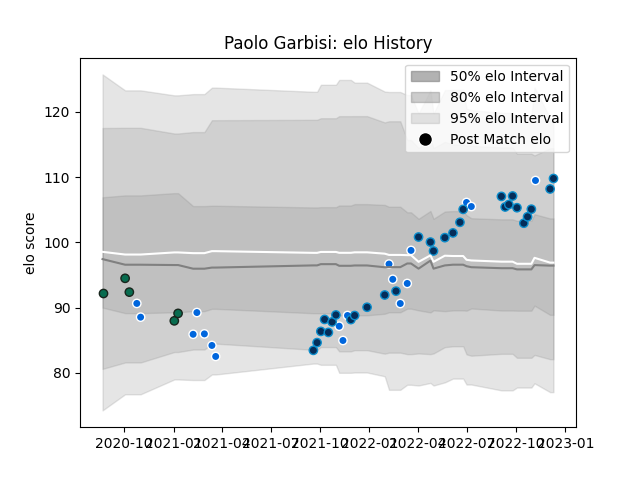 Paolo Garbisi: elo History
50% elo Interval
80% elo Interval
95% elo Interval
Post Match elo
elo score
120
110
100
90
80
2020-10 2021-01 2021-04 2021-07 2021-10 2022-01 2022-04 2022-07 2022-10 2023-01